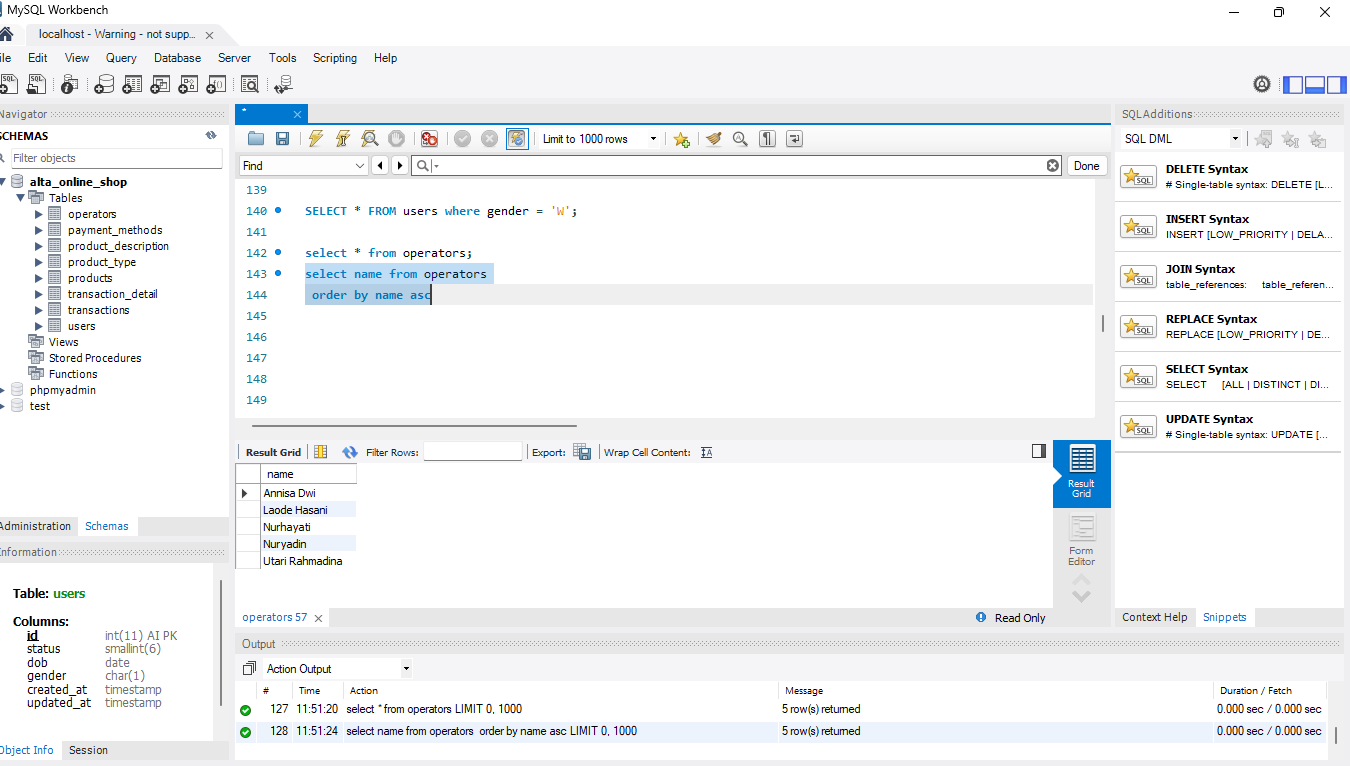 MySQL Workbench
localhost - Warning - not supp...
ile Edit View Query Database Server Tools Scripting Help
Navigator
SCHEMAS
Filter objects
alta_online_shop
Tables
operators
payment_methods
product_description
product_type
products
transaction_detail
transactions
users
Views
Stored Procedures
Functions
phpmyadmin
test
Administration Schemas
Information
Table: users
Columns:
id int(11) AI PK
status smallint(6)
dob date
gender char(1)
created_at timestamp
updated_at timestamp
Object Info Session
*
Limit to 1000 rows
Find
Done
139
140 SELECT * FROM users where gender = 'W';
141
142 select * from operators;
143 select name from operators
144 order by name asc
145
146
147
148
149
Result Grid Filter Rows: Export: Wrap Cell Content:
name
Annisa Dwi
Laode Hasani
Nurhayati
Nuryadin
Utari Rahmadina
Result
Grid
Form
Editor
operators 57
Read Only
SQLAdditions
SQL DML
DELETE Syntax
# Single-table syntax: DELETE [L...
INSERT Syntax
INSERT [LOW_PRIORITY | DELA...
JOIN Syntax
table_references: table_referen...
REPLACE Syntax
REPLACE [LOW_PRIORITY | DE...
SELECT Syntax
SELECT [ALL | DISTINCT | DI...
UPDATE Syntax
# Single-table syntax: UPDATE [...
Context Help Snippets
Output
Action Output
# Time Action Message Duration / Fetch
127 11:51:20 select * from operators LIMIT 0, 1000 5 row(s) returned 0.000 sec / 0.000 sec
128 11:51:24 select name from operators order by name asc LIMIT 0, 1000 5 row(s) returned 0.000 sec / 0.000 sec